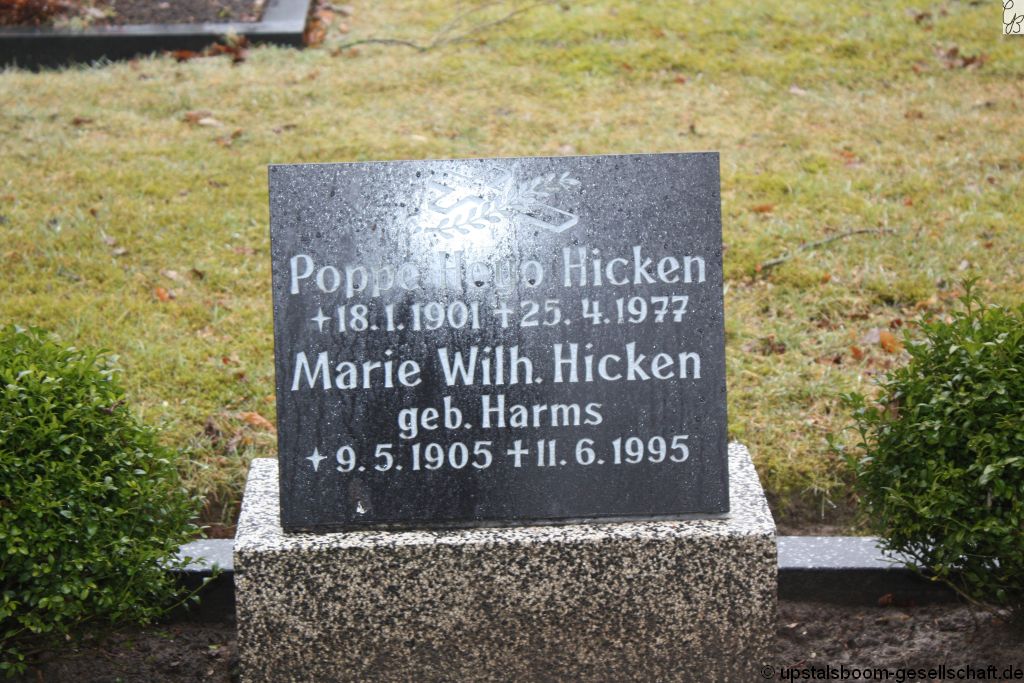 Poppe Heyo Hicken
18.1.1901 † 25.4.1977
Marie Wilh. Hicken
geb. Harms
9.5.1905 † 11.6.1995
© upstalsboom-gesellschaft.de